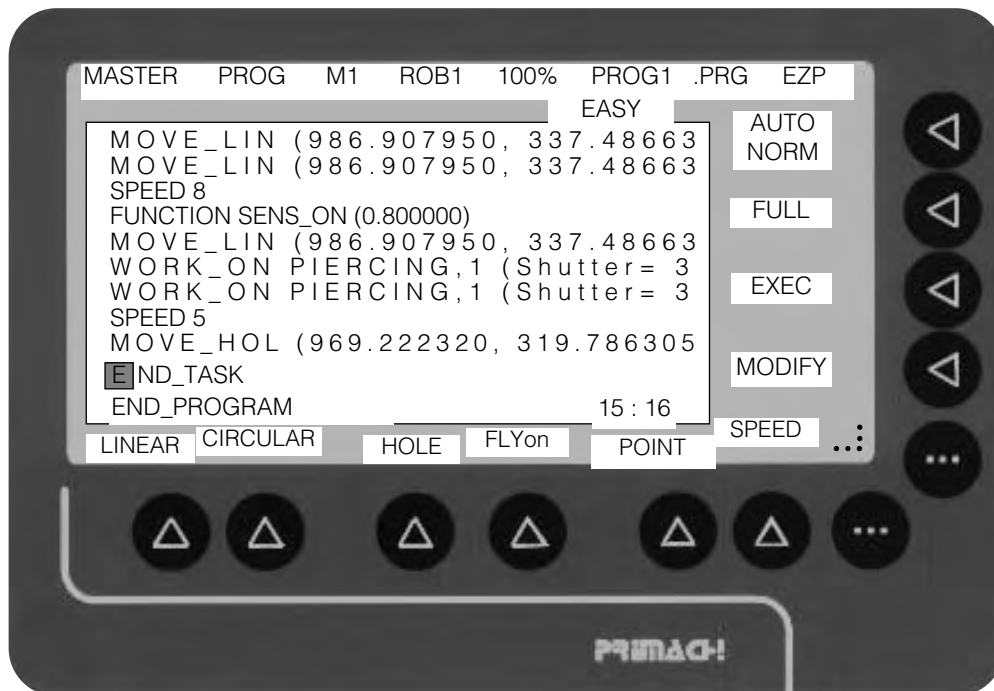 MASTER PROG M1 ROB1 100% PROG1 .PRG EZP
EASY
MOVE_LIN (986.907950, 337.48663
MOVE_LIN (986.907950, 337.48663
SPEED 8
FUNCTION SENS_ON (0.800000)
MOVE_LIN (986.907950, 337.48663
WORK_ON PIERCING,1 (Shutter= 3
WORK_ON PIERCING,1 (Shutter= 3
SPEED 5
MOVE_HOL (969.222320, 319.786305
END_TASK
END_PROGRAM 15 : 16
AUTO
NORM
FULL
EXEC
MODIFY
LINEAR CIRCULAR HOLE FLYon POINT SPEED
PRIMACH